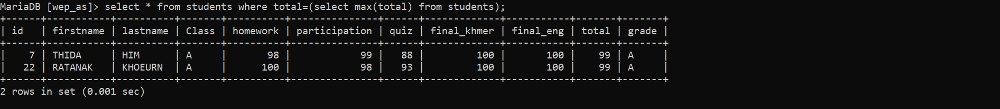 MariaDB [wep_as]> select * from students where total=(select max(total) from students);
+------+-----------+----------+-------+----------+---------------+------+-------------+-----------+-------+-------+
| id   | firstname | lastname | Class | homework | participation | quiz | final_khmer | final_eng | total | grade |
+------+-----------+----------+-------+----------+---------------+------+-------------+-----------+-------+-------+
|    7 | THIDA     | HIM      | A     |       98 |            99 |   88 |         100 |       100 |    99 | A     |
|   22 | RATANAK   | KHOEURN  | A     |      100 |            98 |   93 |         100 |       100 |    99 | A     |
+------+-----------+----------+-------+----------+---------------+------+-------------+-----------+-------+-------+
2 rows in set (0.001 sec)